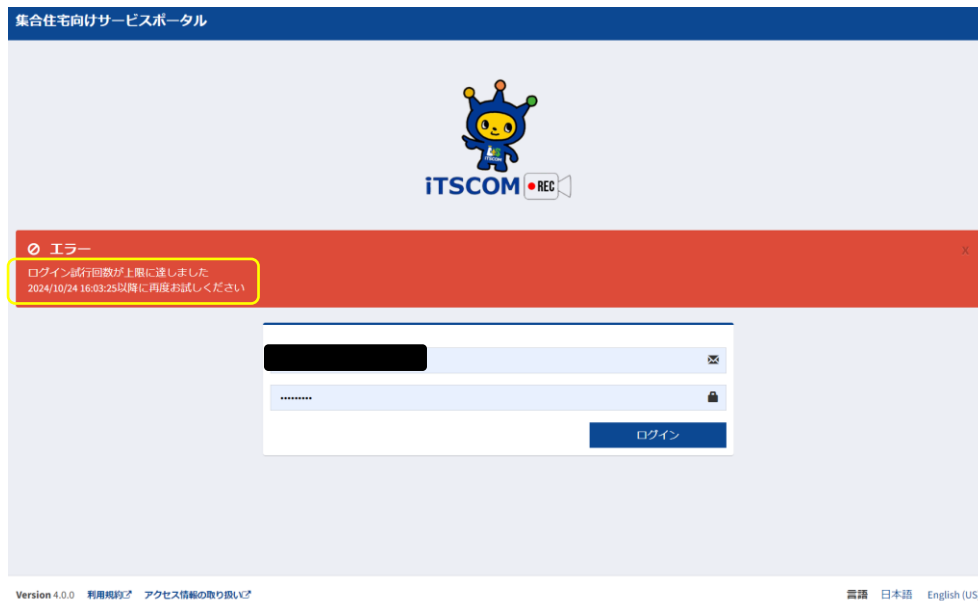 集合住宅向けサービスポータル
iTSCOM
iTSCOM REC
エラー X
ログイン試行回数が上限に達しました
2024/10/24 16:03:25以降に再度お試しください
.........
ログイン
Version 4.0.0 利用規約 アクセス情報の取り扱い 言語 日本語 English (US